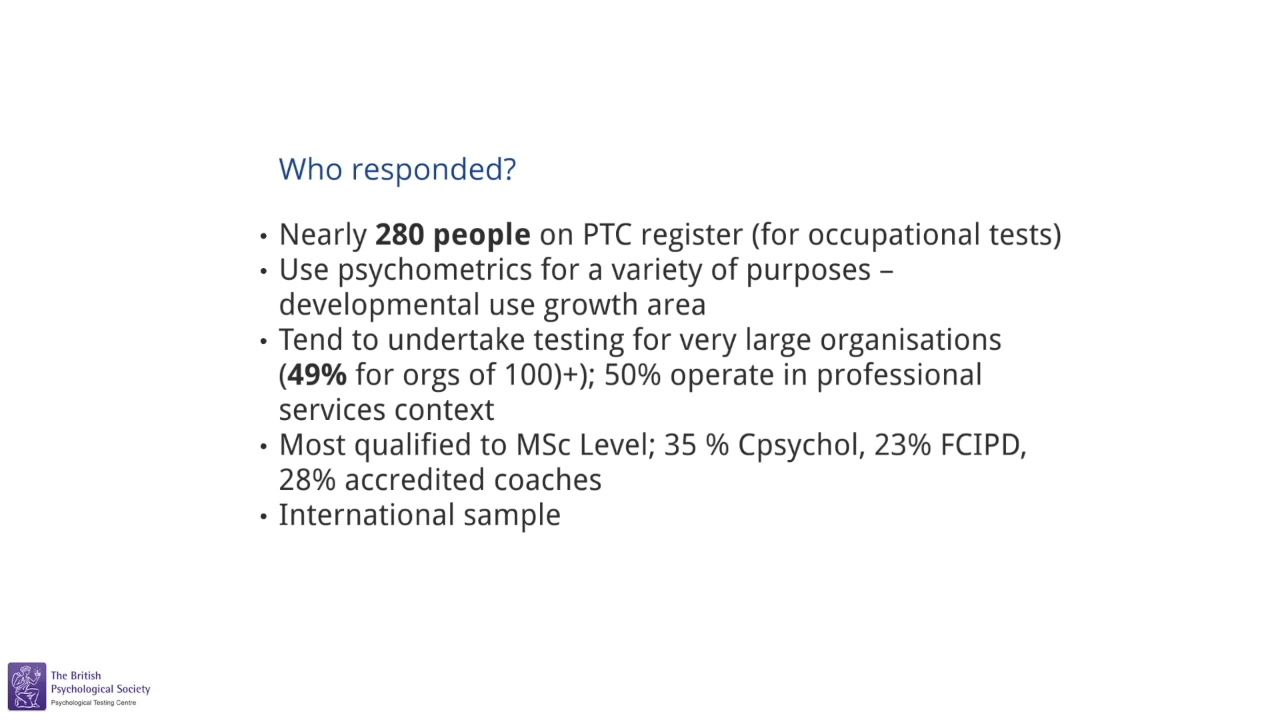 Who responded?
• Nearly 280 people on PTC register (for occupational tests)
• Use psychometrics for a variety of purposes –
developmental use growth area
• Tend to undertake testing for very large organisations
(49% for orgs of 100)+); 50% operate in professional
services context
• Most qualified to MSc Level; 35 % Cpsychol, 23% FCIPD,
28% accredited coaches
• International sample
The British
Psychological Society
Psychological Testing Centre